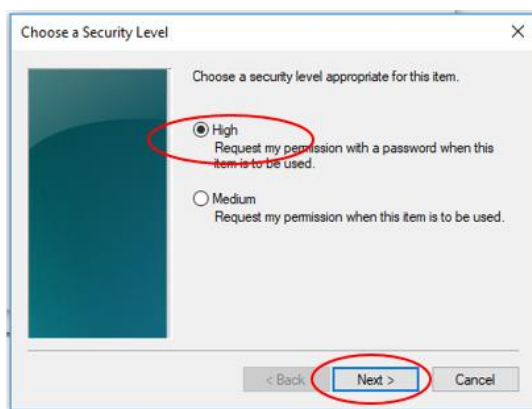 Choose a Security Level
Choose a security level appropriate for this item.
High
Request my permission with a password when this
item is to be used.
Medium
Request my permission when this item is to be used.
< Back
Next >
Cancel